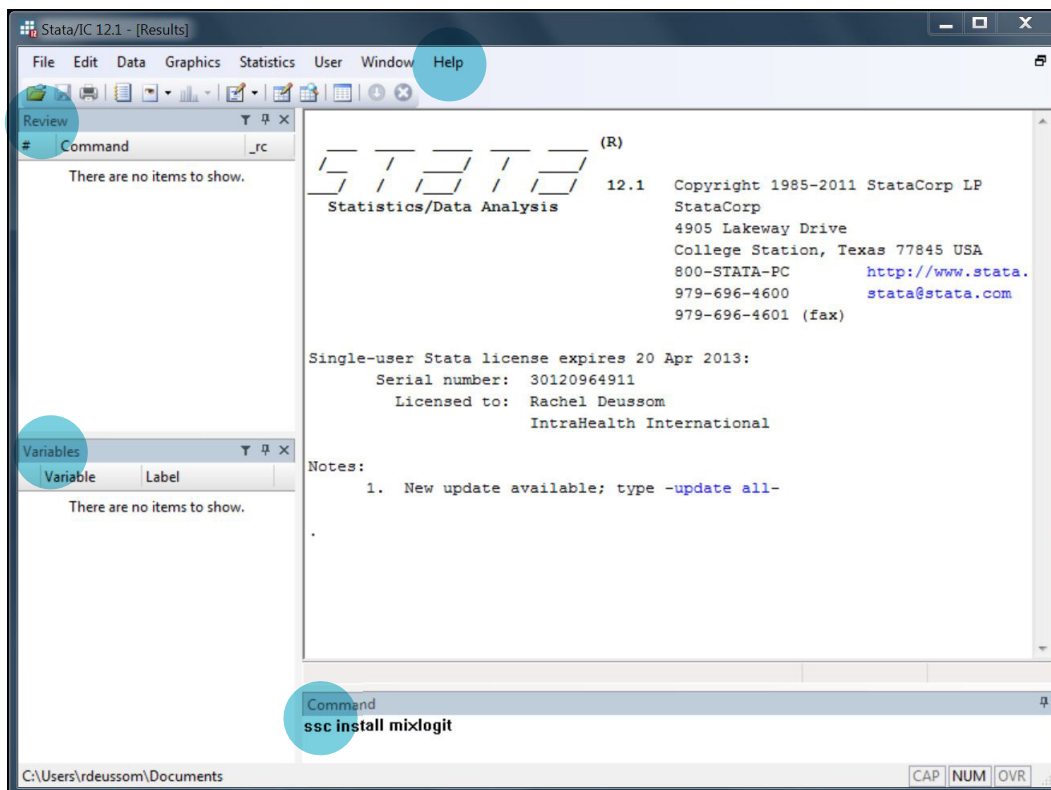 Stata/IC 12.1 - [Results]
File Edit Data Graphics Statistics User Window Help
Review
# Command _rc
There are no items to show.
Variables
Variable Label
There are no items to show.
(R)
STATA 12.1 Copyright 1985-2011 StataCorp LP
Statistics/Data Analysis StataCorp
4905 Lakeway Drive
College Station, Texas 77845 USA
800-STATA-PC http://www.stata.
979-696-4600 stata@stata.com
979-696-4601 (fax)
Single-user Stata license expires 20 Apr 2013:
Serial number: 30120964911
Licensed to: Rachel Deussom
IntraHealth International
Notes:
1. New update available; type -update all-
.
Command
ssc install mixlogit
C:\Users\rdeussom\Documents
CAP NUM OVR